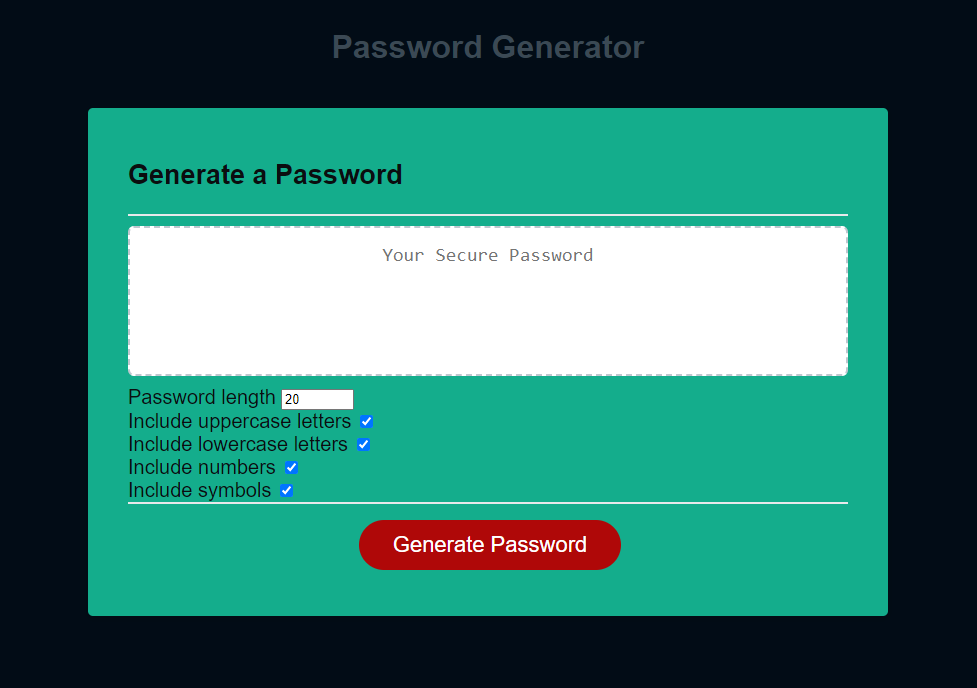 Password Generator
Generate a Password
Your Secure Password
Password length 20
Include uppercase letters
Include lowercase letters
Include numbers
Include symbols
Generate Password